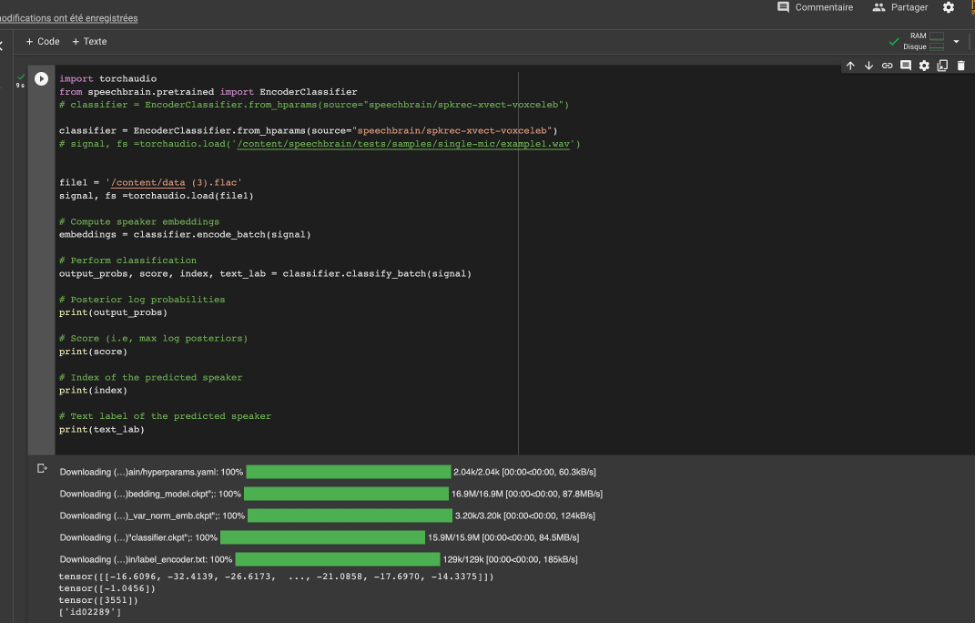 Commentaire Partager
modifications ont été enregistrées
+ Code + Texte
RAM
Disque
9 s
import torchaudio
from speechbrain.pretrained import EncoderClassifier
# classifier = EncoderClassifier.from_hparams(source="speechbrain/spkrec-xvect-voxceleb")
classifier = EncoderClassifier.from_hparams(source="speechbrain/spkrec-xvect-voxceleb")
# signal, fs =torchaudio.load('/content/speechbrain/tests/samples/single-mic/example1.wav')
file1 = '/content/data (3).flac'
signal, fs =torchaudio.load(file1)
# Compute speaker embeddings
embeddings = classifier.encode_batch(signal)
# Perform classification
output_probs, score, index, text_lab = classifier.classify_batch(signal)
# Posterior log probabilities
print(output_probs)
# Score (i.e, max log posteriors)
print(score)
# Index of the predicted speaker
print(index)
# Text label of the predicted speaker
print(text_lab)
Downloading (…)ain/hyperparams.yaml: 100% 2.04k/2.04k [00:00<00:00, 60.3kB/s]
Downloading (…)bedding_model.ckpt";: 100% 16.9M/16.9M [00:00<00:00, 87.8MB/s]
Downloading (…)_var_norm_emb.ckpt";: 100% 3.20k/3.20k [00:00<00:00, 124kB/s]
Downloading (…)"classifier.ckpt";: 100% 15.9M/15.9M [00:00<00:00, 84.5MB/s]
Downloading (…)in/label_encoder.txt: 100% 129k/129k [00:00<00:00, 185kB/s]
tensor([[-16.6096, -32.4139, -26.6173, ..., -21.0858, -17.6970, -14.3375]])
tensor([-1.0456])
tensor([3551])
['id02289']